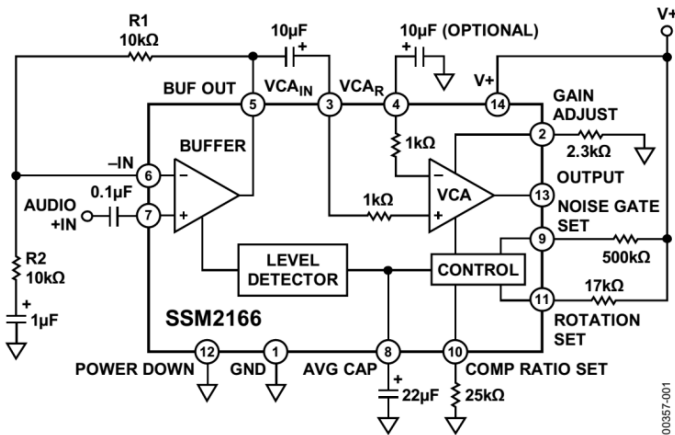 R1
10kΩ
10µF
+
10µF (OPTIONAL)
+
V+
BUF OUT
VCAIN
VCAR
V+
5
3
4
14
GAIN
ADJUST
2
2.3kΩ
BUFFER
1kΩ
–IN
6
–
0.1µF
AUDIO
+IN
7
+
1kΩ
–
VCA
+
13
OUTPUT
NOISE GATE
SET
9
500kΩ
R2
10kΩ
LEVEL
DETECTOR
CONTROL
17kΩ
11
ROTATION
SET
+
1µF
SSM2166
12
1
8
10
POWER DOWN
GND
AVG CAP
COMP RATIO SET
+
22µF
25kΩ
00357-001